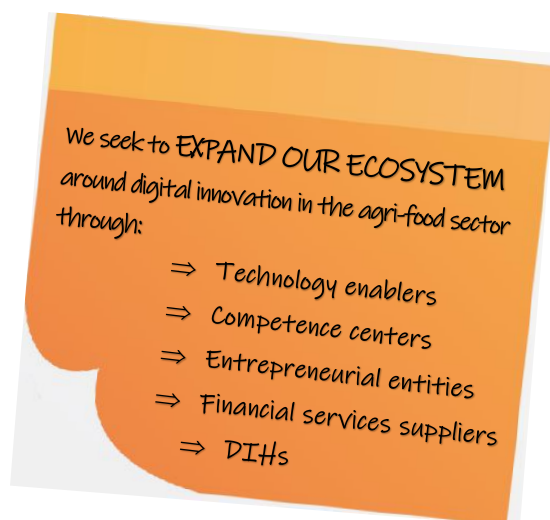 We seek to EXPAND OUR ECOSYSTEM
around digital innovation in the agri-food sector
through:
⇒ Technology enablers
⇒ Competence centers
⇒ Entrepreneurial entities
⇒ Financial services suppliers
⇒ DIHs